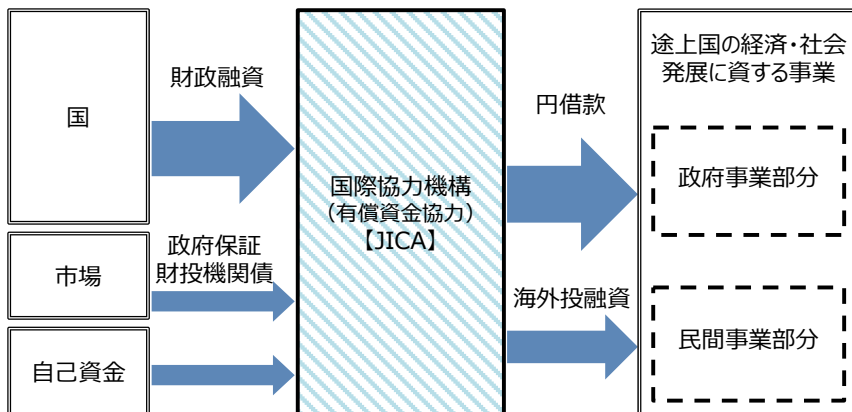 国
財政融資
市場
政府保証
財投機関債
自己資金
国際協力機構
（有償資金協力）
【JICA】
円借款
海外投融資
途上国の経済・社会
発展に資する事業
政府事業部分
民間事業部分